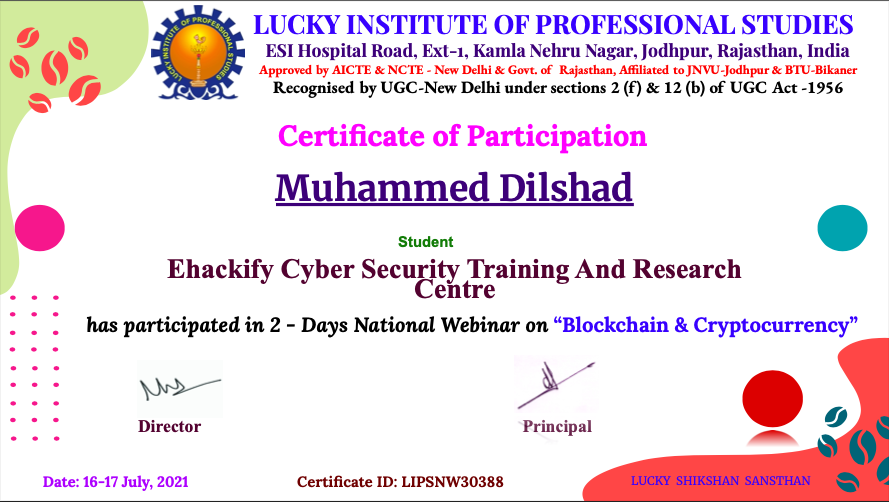 LUCKY INSTITUTE OF PROFESSIONAL STUDIES
LUCKY INSTITUTE OF PROFESSIONAL STUDIES
ESI Hospital Road, Ext-1, Kamla Nehru Nagar, Jodhpur, Rajasthan, India
Approved by AICTE & NCTE - New Delhi & Govt. of Rajasthan, Affiliated to JNVU-Jodhpur & BTU-Bikaner
Recognised by UGC-New Delhi under sections 2 (f) & 12 (b) of UGC Act -1956
Certificate of Participation
Muhammed Dilshad
Student
Ehackify Cyber Security Training And Research
Centre
has participated in 2 - Days National Webinar on “Blockchain & Cryptocurrency”
Director
Principal
Date: 16-17 July, 2021
Certificate ID: LIPSNW30388
LUCKY SHIKSHAN SANSTHAN